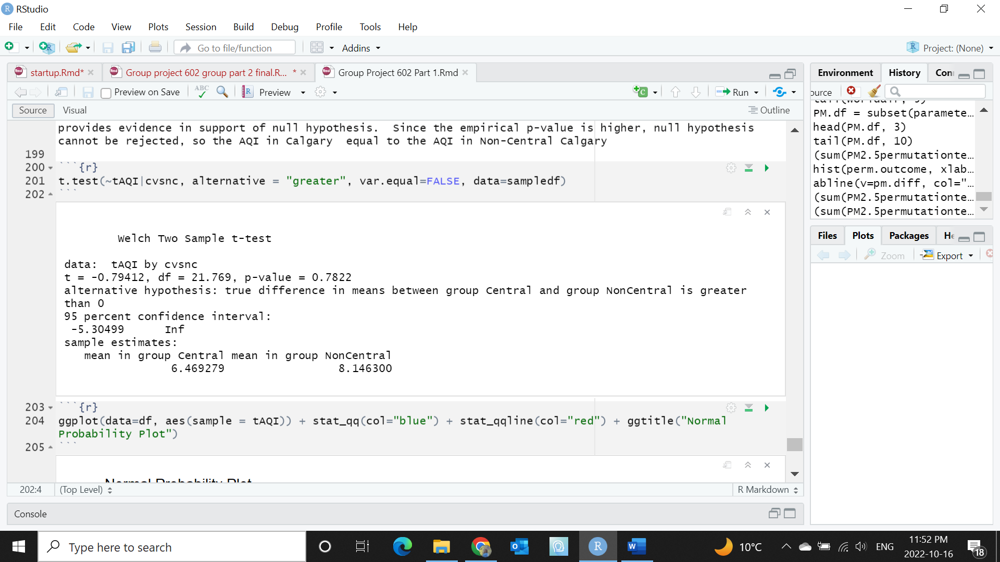 RStudio
File Edit Code View Plots Session Build Debug Profile Tools Help
Go to file/function Addins Project: (None)
startup.Rmd* Group project 602 group part 2 final.R... * Group Project 602 Part 1.Rmd
Preview on Save ABC Preview Run
Source Visual Outline
provides evidence in support of null hypothesis.  Since the empirical p-value is higher, null hypothesis
cannot be rejected, so the AQI in Calgary  equal to the AQI in Non-Central Calgary
199
200 ```{r}
201 t.test(~tAQI|cvsnc, alternative = "greater", var.equal=FALSE, data=sampledf)
202 ```
Welch Two Sample t-test
data:  tAQI by cvsnc
t = -0.79412, df = 21.769, p-value = 0.7822
alternative hypothesis: true difference in means between group Central and group NonCentral is greater
than 0
95 percent confidence interval:
-5.30499      Inf
sample estimates:
mean in group Central mean in group NonCentral
6.469279                 8.146300
203 ```{r}
204 ggplot(data=df, aes(sample = tAQI)) + stat_qq(col="blue") + stat_qqline(col="red") + ggtitle("Normal
Probability Plot")
205 ```
Normal Probability Plot
202:4 (Top Level) R Markdown
Console
Environment History Con
ource
PM.df = subset(paramete...
head(PM.df, 3)
tail(PM.df, 10)
(sum(PM2.5permutationte...
hist(perm.outcome, xlab...
abline(v=pm.diff, col="...
(sum(PM2.5permutationte...
(sum(PM2.5permutationte...
Files Plots Packages He
Zoom Export
Type here to search
10°C ENG 11:52 PM
2022-10-16 18